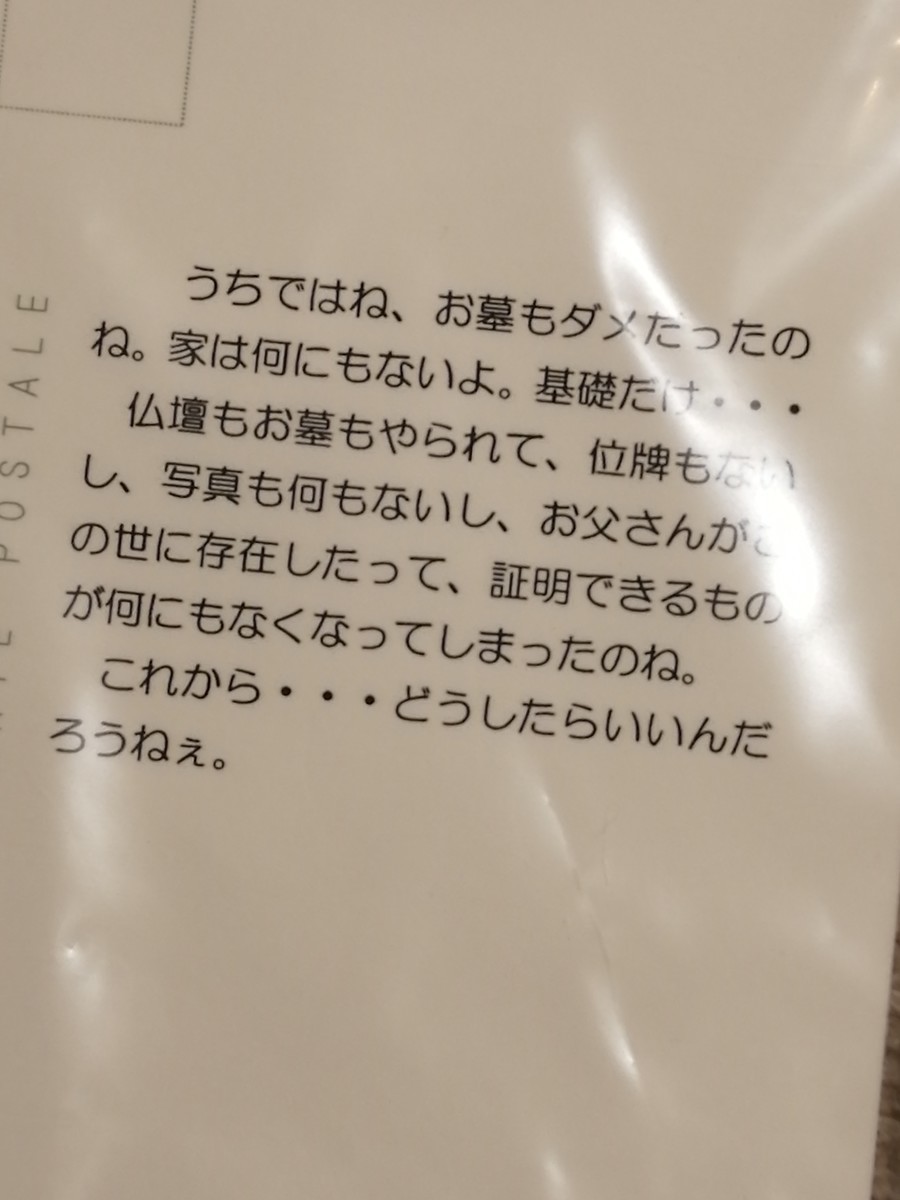 うちではね、お墓もダメだったの
ね。家は何にもないよ。基礎だけ・・・
仏壇もお墓もやられて、位牌もない
し、写真も何もないし、お父さんがこ
の世に存在したって、証明できるもの
が何にもなくなってしまったのね。
これから・・・どうしたらいいんだ
ろうねぇ。
POSTALE